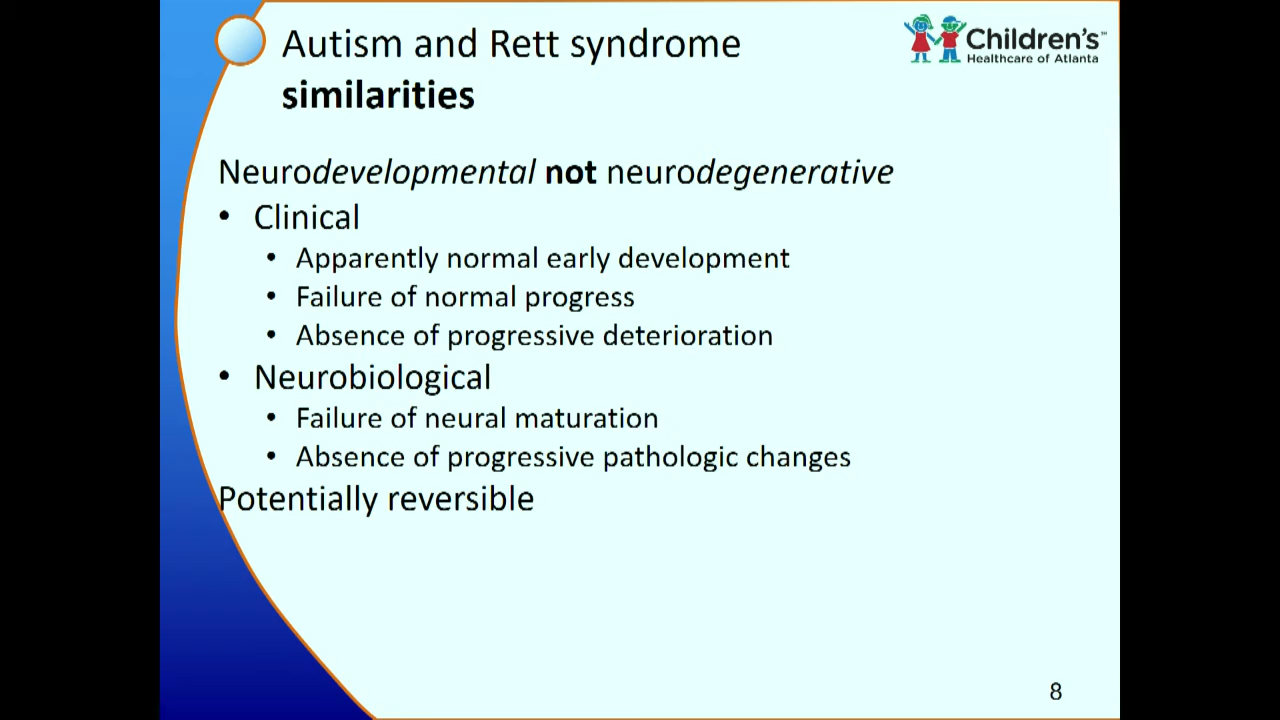 Autism and Rett syndrome
similarities
Children's™
Healthcare of Atlanta
Neurodevelopmental not neurodegenerative
• Clinical
• Apparently normal early development
• Failure of normal progress
• Absence of progressive deterioration
• Neurobiological
• Failure of neural maturation
• Absence of progressive pathologic changes
Potentially reversible
8